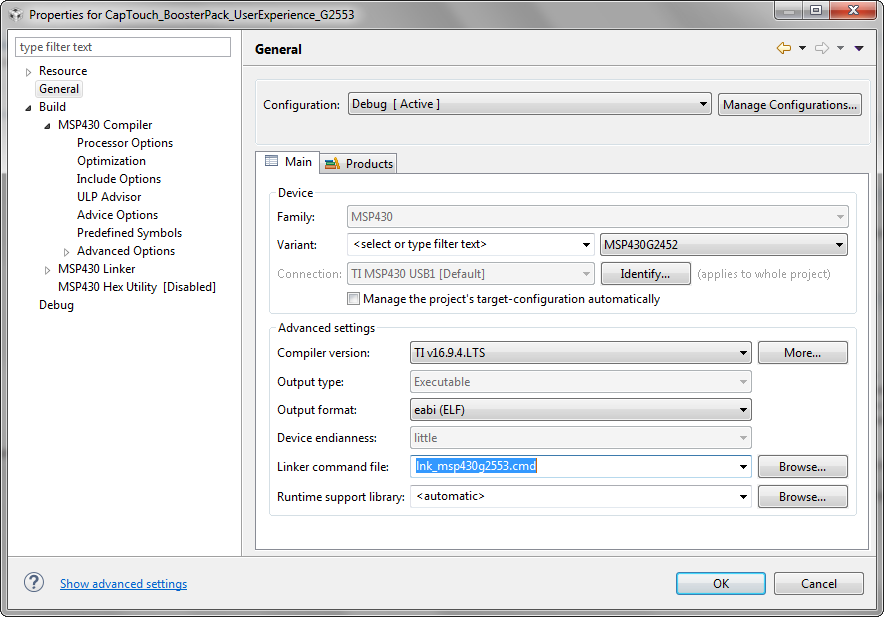 Properties for CapTouch_BoosterPack_UserExperience_G2553
type filter text
Resource
General
Build
MSP430 Compiler
Processor Options
Optimization
Include Options
ULP Advisor
Advice Options
Predefined Symbols
Advanced Options
MSP430 Linker
MSP430 Hex Utility [Disabled]
Debug
General
Configuration: Debug [ Active ] Manage Configurations...
Main Products
Device
Family: MSP430
Variant: <select or type filter text> MSP430G2452
Connection: TI MSP430 USB1 [Default] Identify... (applies to whole project)
Manage the project's target-configuration automatically
Advanced settings
Compiler version: TI v16.9.4.LTS More...
Output type: Executable
Output format: eabi (ELF)
Device endianness: little
Linker command file: lnk_msp430g2553.cmd Browse...
Runtime support library: <automatic> Browse...
? Show advanced settings OK Cancel